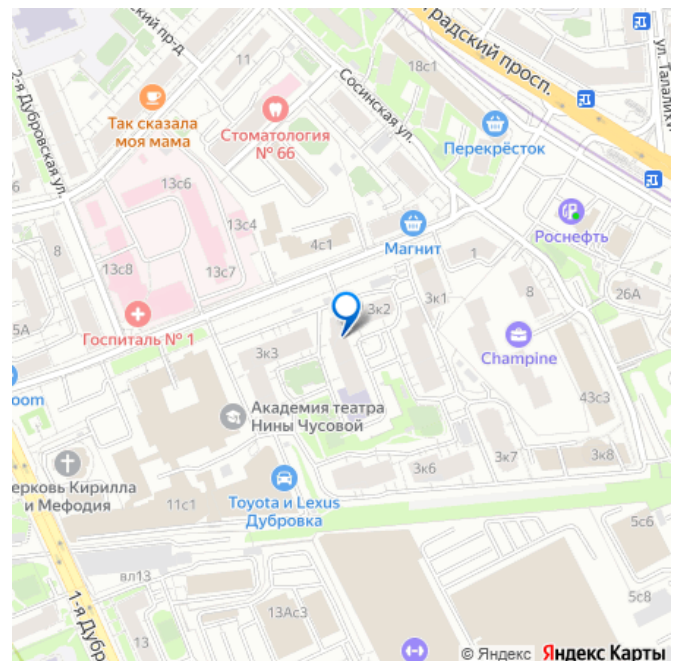 ский пр-д
11
2-я Дубровская ул.
Так сказала
моя мама
Стоматология
№ 66
Сосинская ул.
18с1
градский просп.
ул. Талалих
Перекрёсток
6
13с6
13с4
4с1
Магнит
Роснефть
8
13с8
13с7
1
8
26А
5А
Госпиталь № 1
3к2
3к1
3к3
Champine
oom
Академия театра
Нины Чусовой
43с3
3к6
3к7
3к8
ерковь Кирилла
и Мефодия
11с1
Toyota и Lexus
Дубровка
5с6
вл13
13Ас3
5с8
1-я Дубр
13
© Яндекс Яндекс Карты